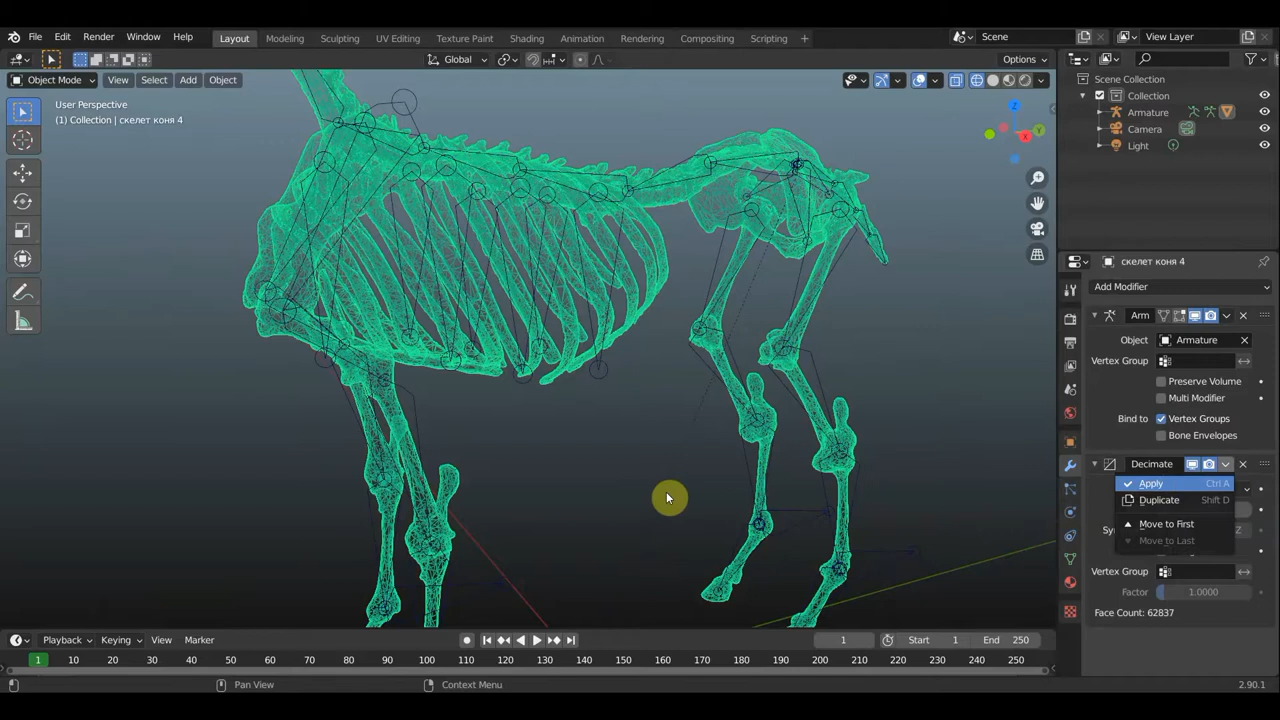 File Edit Render Window Help Layout Modeling Sculpting UV Editing Texture Paint Shading Animation Rendering Compositing Scripting + Scene View Layer
Global Options
Object Mode View Select Add Object
User Perspective
(1) Collection | скелет коня 4
Z
Y
X
Scene Collection
Collection
Armature
Camera
Light
скелет коня 4
Add Modifier
Arm
Object Armature
Vertex Group
Preserve Volume
Multi Modifier
Bind to Vertex Groups
Bone Envelopes
Decimate
Apply Ctrl A
Duplicate Shift D
Sy Z
Move to First
Move to Last
Vertex Group
Factor 1.0000
Face Count: 62837
Playback Keying View Marker 1 Start 1 End 250
1 10 20 30 40 50 60 70 80 90 100 110 120 130 140 150 160 170 180 190 200 210 220 230 240 250
Pan View Context Menu 2.90.1